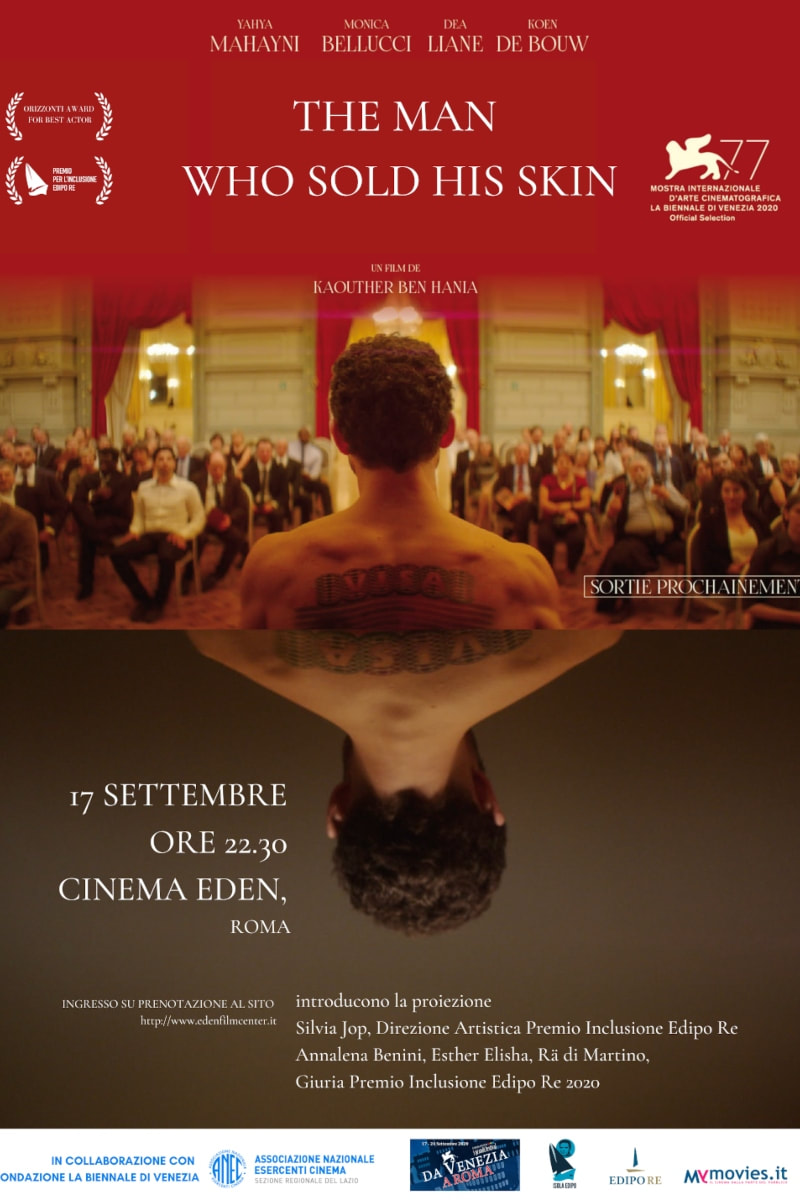 YAHYA MAHAYNI
MONICA BELLUCCI
DEA LIANE
KOEN DE BOUW
ORIZZONTI AWARD
FOR BEST ACTOR
PREMIO
PER L'INCLUSIONE
EDIPO RE
THE MAN
WHO SOLD HIS SKIN
77
MOSTRA INTERNAZIONALE
D'ARTE CINEMATOGRAFICA
LA BIENNALE DI VENEZIA 2020
Official Selection
UN FILM DE
KAOUTHER BEN HANIA
VISA
SORTIE PROCHAINEMENT
VISA
17 SETTEMBRE
ORE 22.30
CINEMA EDEN,
ROMA
INGRESSO SU PRENOTAZIONE AL SITO
http://www.edenfilmcenter.it
introducono la proiezione
Silvia Jop, Direzione Artistica Premio Inclusione Edipo Re
Annalena Benini, Esther Elisha, Rä di Martino,
Giuria Premio Inclusione Edipo Re 2020
IN COLLABORAZIONE CON
ONDAZIONE LA BIENNALE DI VENEZIA
ANEC
ASSOCIAZIONE NAZIONALE
ESERCENTI CINEMA
SEZIONE REGIONALE DEL LAZIO
DA VENEZIA
A ROMA
ISOLA EDIPO
EDIPO RE
MYmovies.it